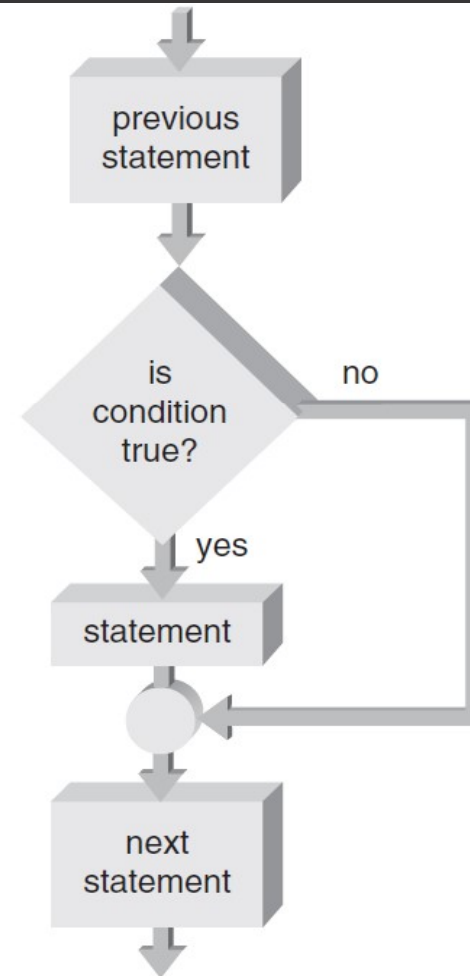 previous
statement
is
condition
true?
no
yes
statement
next
statement